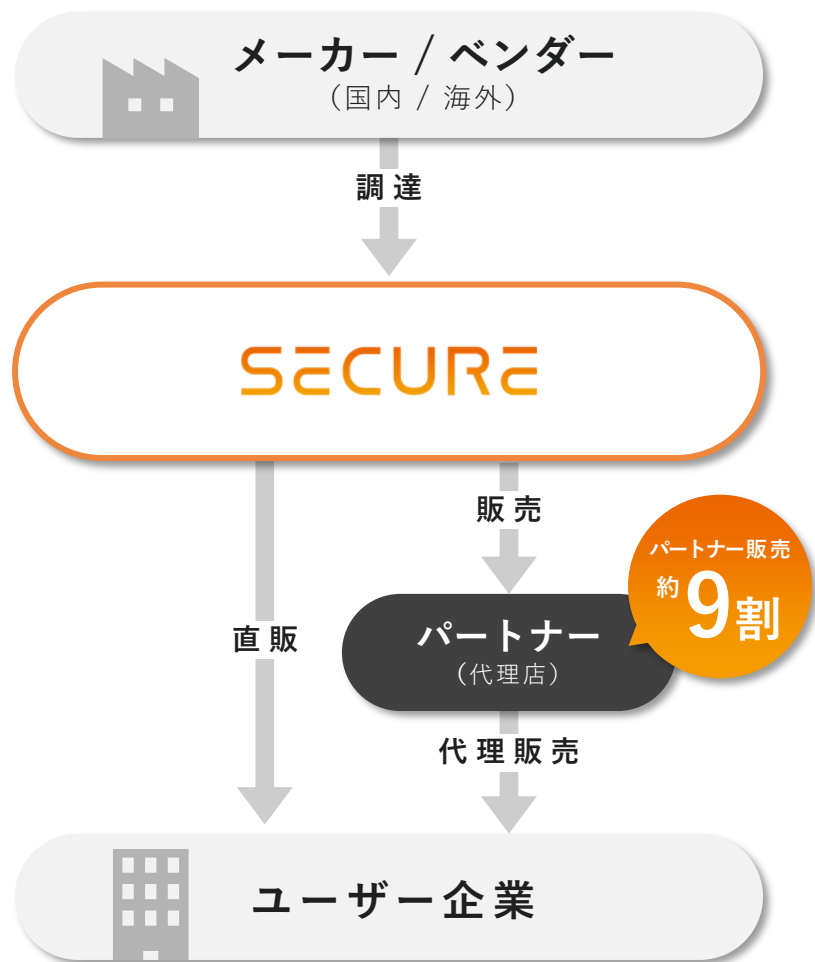 メーカー / ベンダー
（国内 / 海外）
調達
SECURE
販売
パートナー販売
約9割
直販
パートナー
（代理店）
代理販売
ユーザー企業